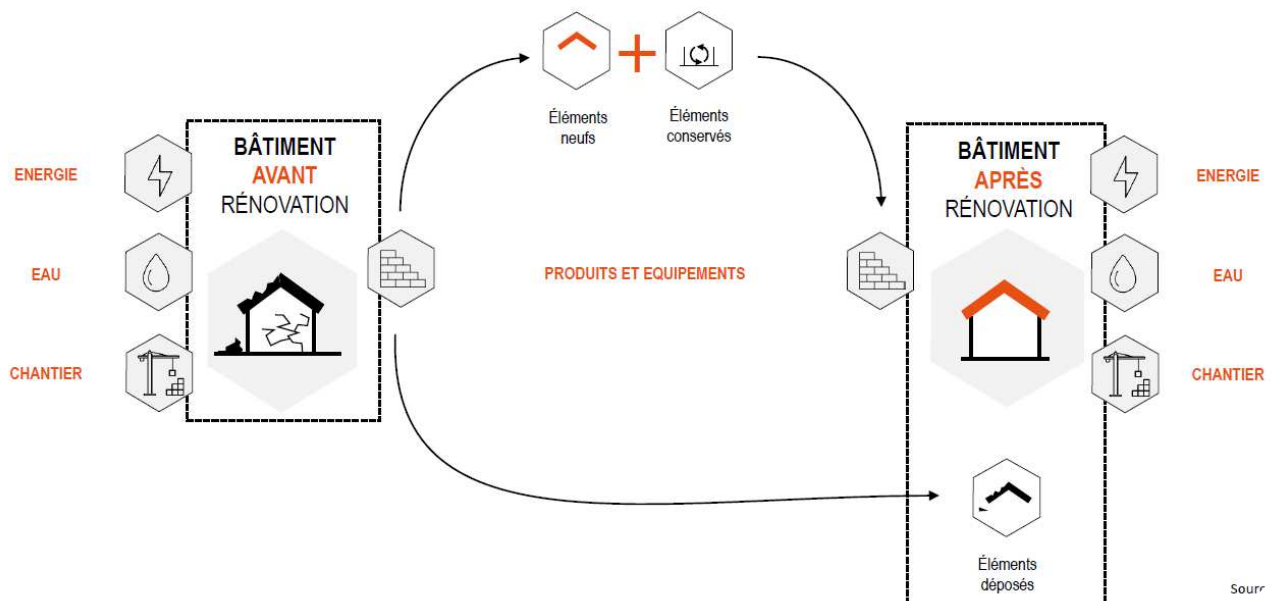 Éléments
neufs
Éléments
conservés
BÂTIMENT
AVANT
RÉNOVATION
ENERGIE
EAU
CHANTIER
PRODUITS ET EQUIPEMENTS
BÂTIMENT
APRÈS
RÉNOVATION
ENERGIE
EAU
CHANTIER
Éléments
déposés